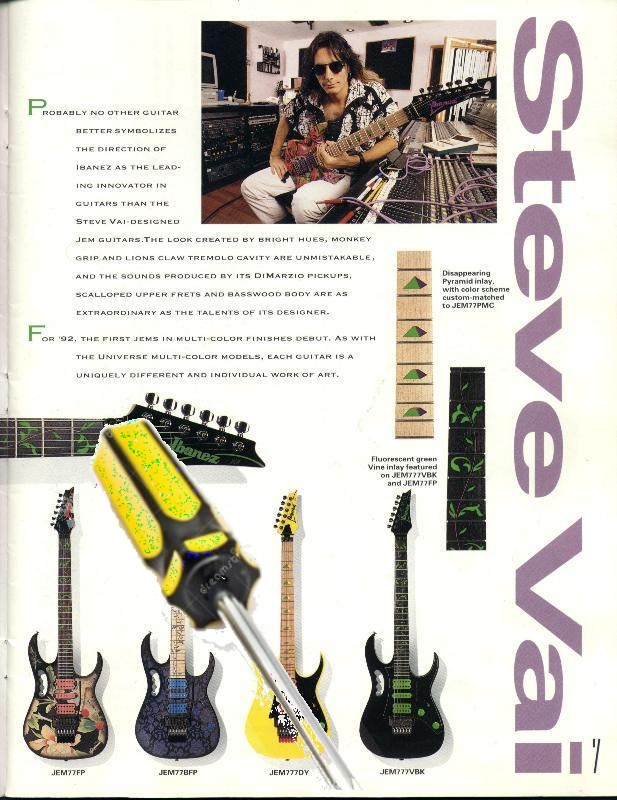 Steve Vai
PROBABLY NO OTHER GUITAR
BETTER SYMBOLIZES
THE DIRECTION OF
IBANEZ AS THE LEAD-
ING INNOVATOR IN
GUITARS THAN THE
STEVE VAI-DESIGNED
JEM GUITARS.THE LOOK CREATED BY BRIGHT HUES, MONKEY
GRIP AND LIONS CLAW TREMOLO CAVITY ARE UNMISTAKABLE,
AND THE SOUNDS PRODUCED BY ITS DIMARZIO PICKUPS,
SCALLOPED UPPER FRETS AND BASSWOOD BODY ARE AS
EXTRAORDINARY AS THE TALENTS OF ITS DESIGNER.
FOR '92, THE FIRST JEMS IN MULTI-COLOR FINISHES DEBUT. AS WITH
THE UNIVERSE MULTI-COLOR MODELS, EACH GUITAR IS A
UNIQUELY DIFFERENT AND INDIVIDUAL WORK OF ART.
Disappearing
Pyramid inlay,
with color scheme
custom-matched
to JEM77PMC
Ibanez
Fluorescent green
Vine inlay featured
on JEM777VBK
and JEM77FP
JEM77FP
JEM77BFP
JEM777DY
JEM777VBK